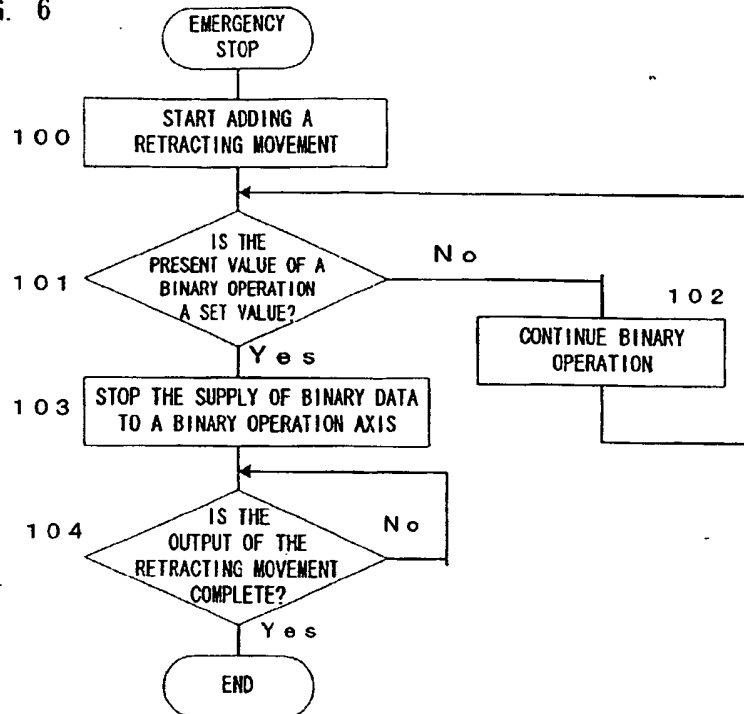 G. 6
EMERGENCY
STOP
100
START ADDING A
RETRACTING MOVEMENT
101
IS THE
PRESENT VALUE OF A
BINARY OPERATION
A SET VALUE?
No
102
CONTINUE BINARY
OPERATION
Yes
103
STOP THE SUPPLY OF BINARY DATA
TO A BINARY OPERATION AXIS
104
IS THE
OUTPUT OF THE
RETRACTING MOVEMENT
COMPLETE?
No
Yes
END